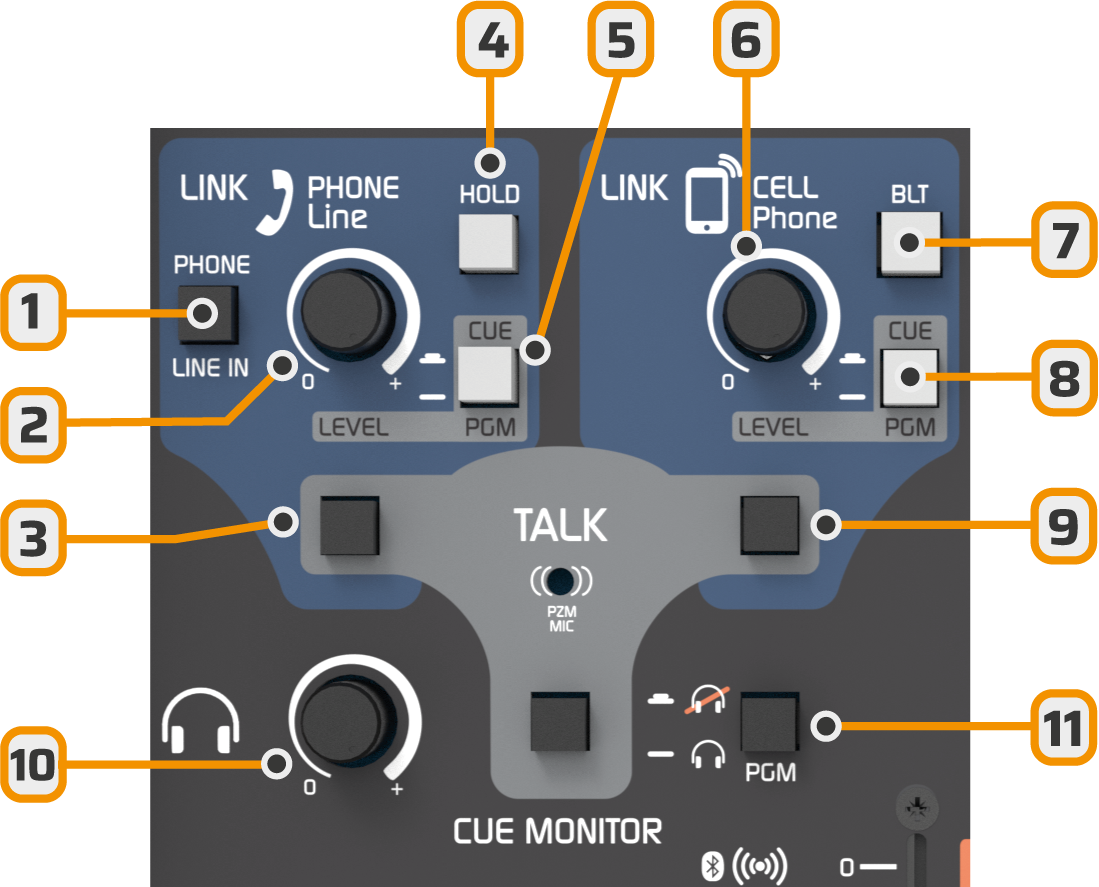 4 5 6
LINK PHONE Line
HOLD
LINK CELL Phone
BLT
7
PHONE
1
LINE IN
CUE
CUE
8
0 +
0 +
2
LEVEL PGM
LEVEL PGM
3
TALK
9
PZM
MIC
10
0 +
PGM
11
CUE MONITOR
0